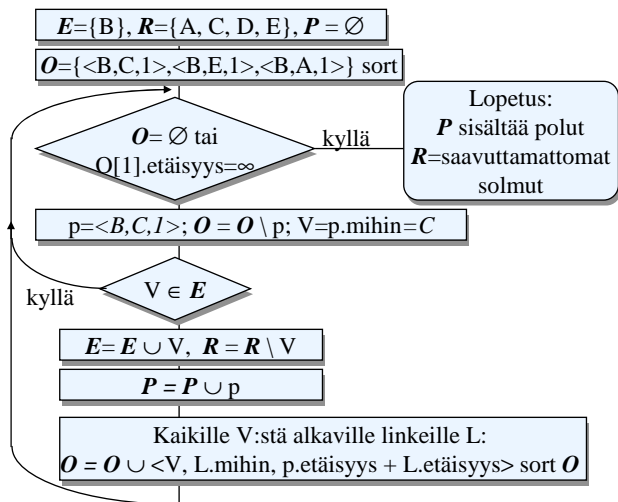 E={B}, R={A, C, D, E}, P = ∅
O={<B,C,1>,<B,E,1>,<B,A,1>} sort
O= ∅ tai
O[1].etäisyys=∞
kyllä
Lopetus:
P sisältää polut
R=saavuttamattomat
solmut
p=<B,C,1>; O = O \ p; V=p.mihin=C
V ∈ E
kyllä
E= E ∪ V, R = R \ V
P = P ∪ p
Kaikille V:stä alkaville linkeille L:
O = O ∪ <V, L.mihin, p.etäisyys + L.etäisyys> sort O